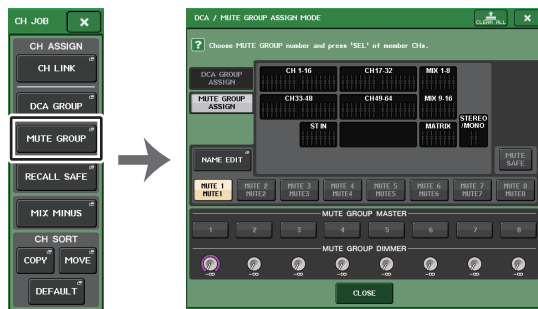 CH JOB
CH ASSIGN
CH LINK
DCA GROUP
MUTE GROUP
RECALL SAFE
MIX MINUS
CH SORT
COPY MOVE
DEFAULT
DCA / MUTE GROUP ASSIGN MODE
CLEAR ALL
? Choose MUTE GROUP number and press 'SEL' of member CHs.
DCA GROUP
ASSIGN
MUTE GROUP
ASSIGN
NAME EDIT
CH 1-16 CH17-32 MIX 1-8
CH33-48 CH49-64 MIX 9-16
STEREO
/MONO
ST IN MATRIX
MUTE
SAFE
MUTE 1 MUTE 2 MUTE 3 MUTE 4 MUTE 5 MUTE 6 MUTE 7 MUTE 8
MUTE1 MUTE2 MUTE3 MUTE4 MUTE5 MUTE6 MUTE7 MUTE8
MUTE GROUP MASTER
1 2 3 4 5 6 7 8
MUTE GROUP DIMMER
-∞ -∞ -∞ -∞ -∞ -∞ -∞ -∞
CLOSE